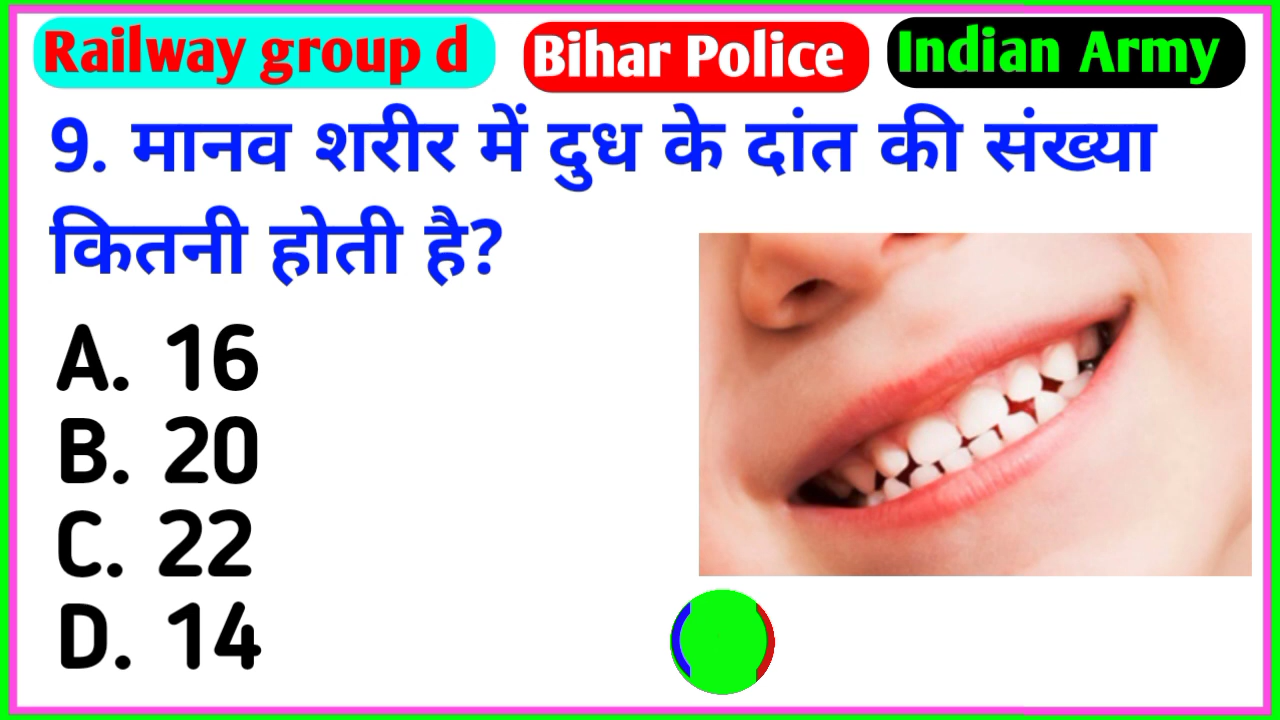 Railway group d Bihar Police Indian Army
9. मानव शरीर में दुध के दांत की संख्या
कितनी होती है?
A. 16
B. 20
C. 22
D. 14